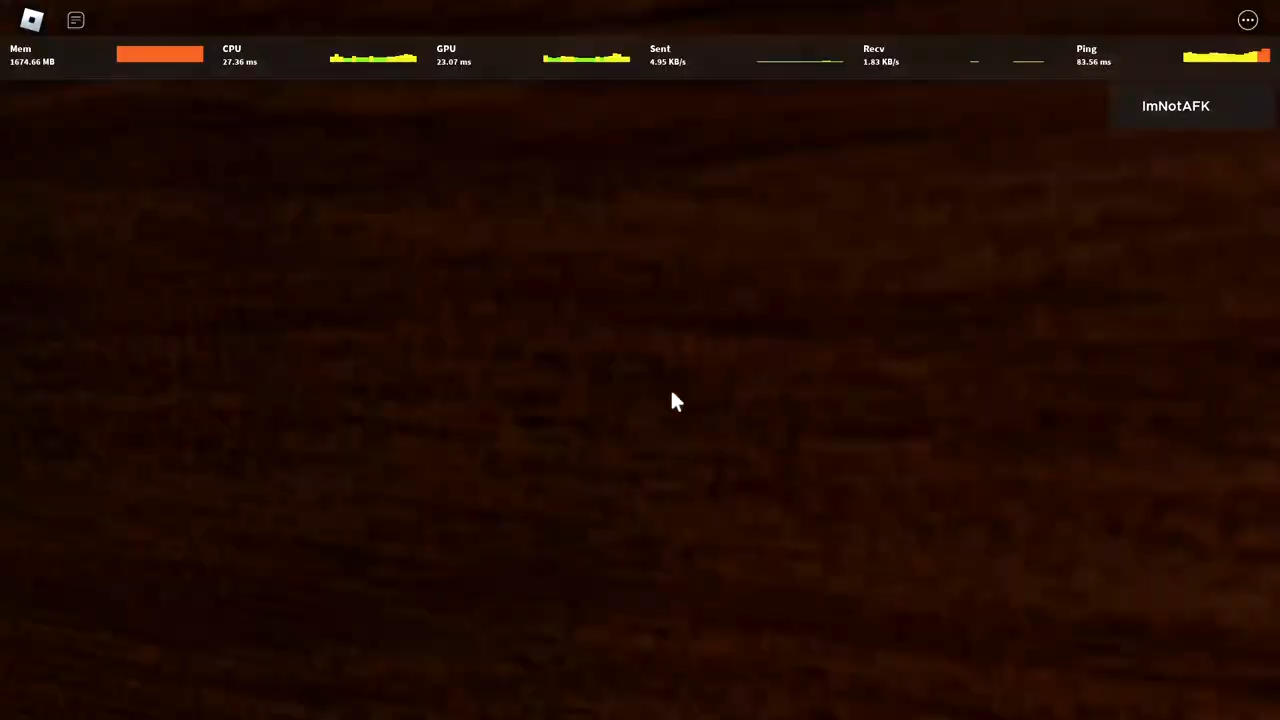 Mem
1674.66 MB
CPU
27.36 ms
GPU
23.07 ms
Sent
4.95 KB/s
Recv
1.83 KB/s
Ping
83.56 ms
ImNotAFK